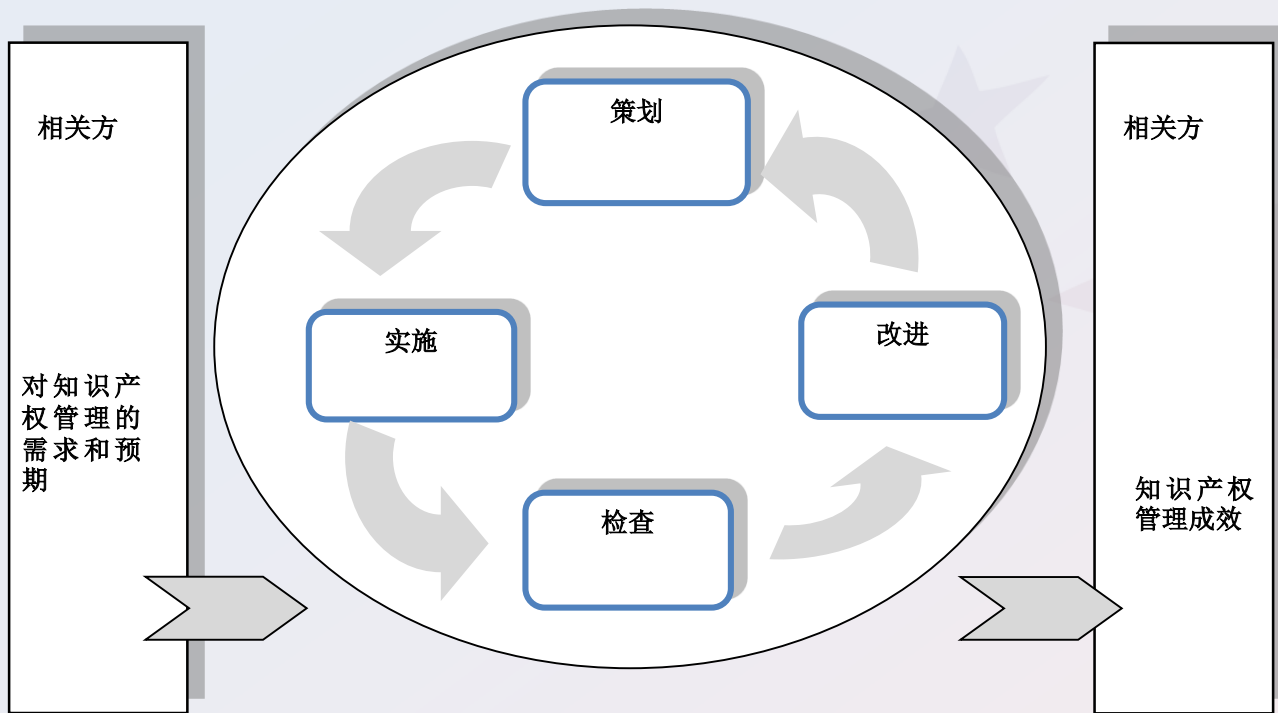 相关方
对知识产
权管理的
需求和预
期
策划
实施
改进
检查
相关方
知识产权
管理成效